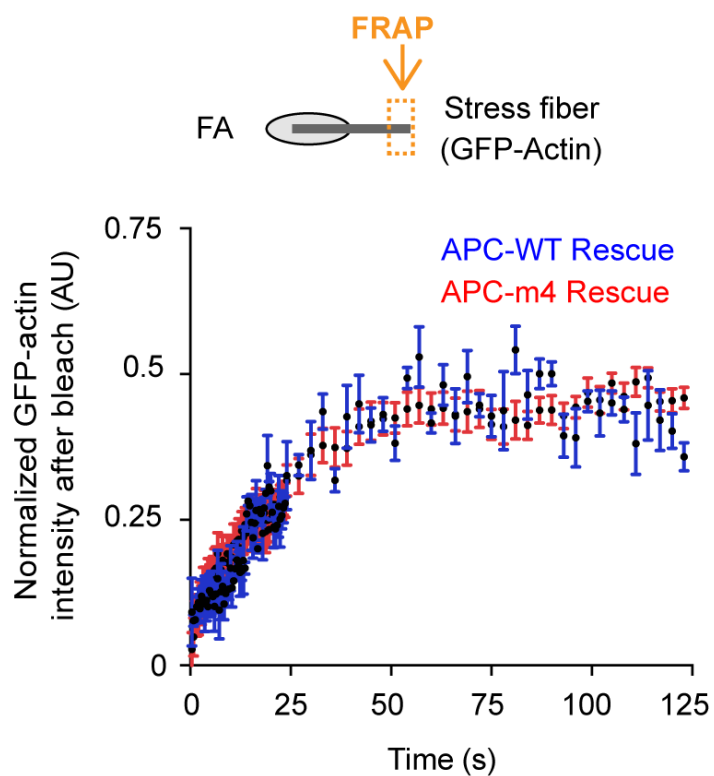 FRAP
FA
Stress fiber
(GFP-Actin)
Normalized GFP-actin
intensity after bleach (AU)
0.75
0.5
0.25
0
APC-WT Rescue
APC-m4 Rescue
0 25 50 75 100 125
Time (s)